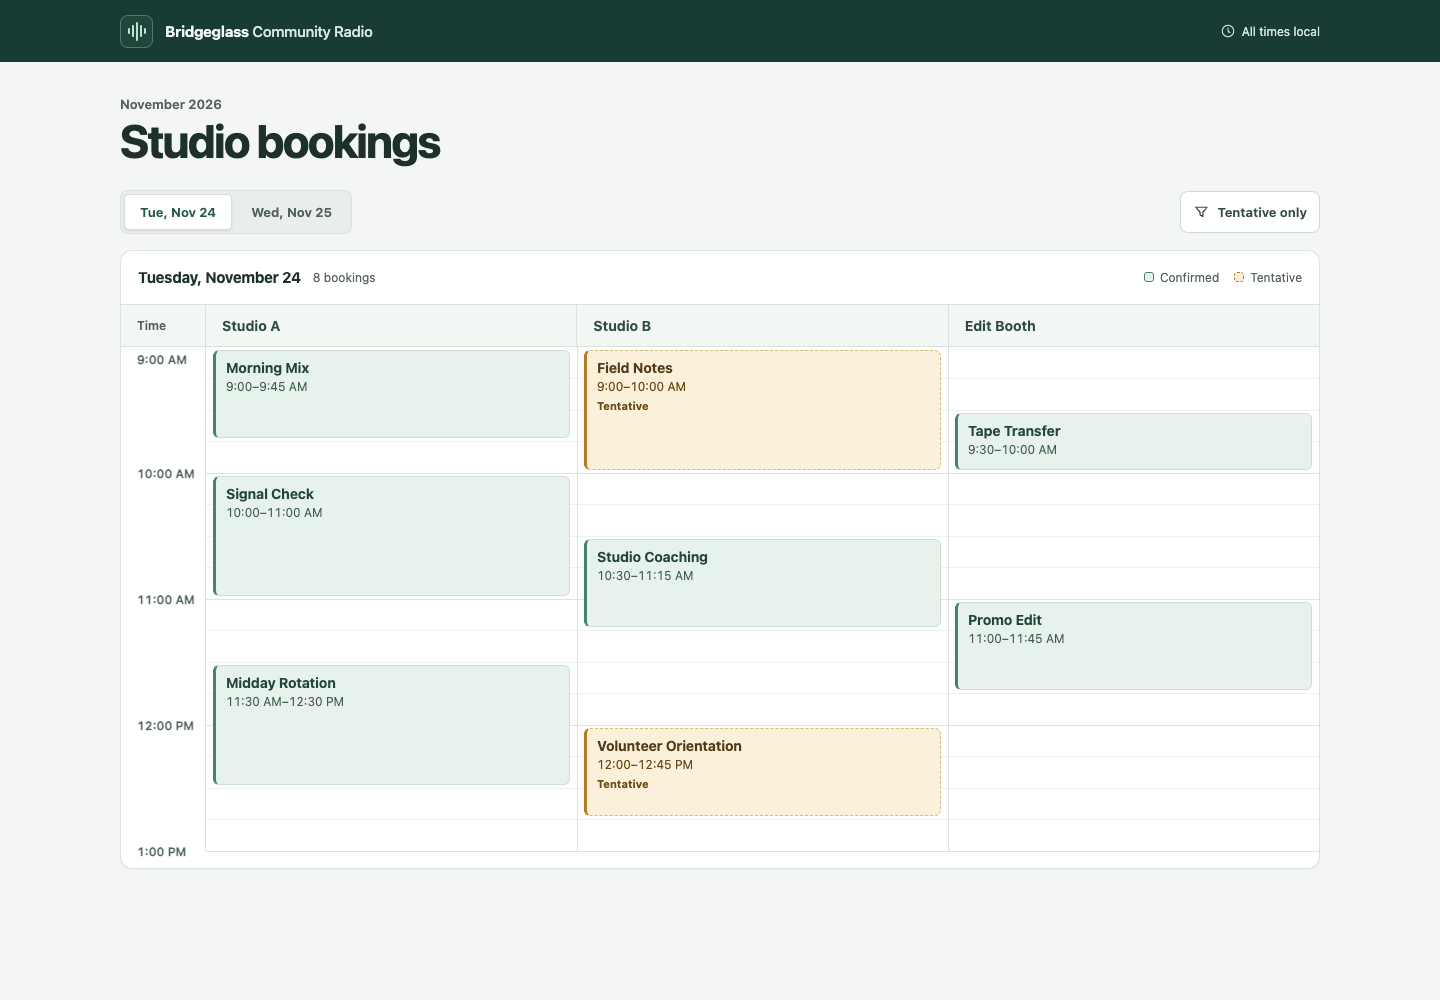 Bridgeglass Community Radio
All times local
November 2026
Studio bookings
Tue, Nov 24
Wed, Nov 25
Tentative only
Tuesday, November 24
8 bookings
Confirmed
Tentative
Time
Studio A
Studio B
Edit Booth
9:00 AM
Morning Mix
9:00–9:45 AM
Field Notes
9:00–10:00 AM
Tentative
Tape Transfer
9:30–10:00 AM
10:00 AM
Signal Check
10:00–11:00 AM
Studio Coaching
10:30–11:15 AM
11:00 AM
Promo Edit
11:00–11:45 AM
Midday Rotation
11:30 AM–12:30 PM
12:00 PM
Volunteer Orientation
12:00–12:45 PM
Tentative
1:00 PM